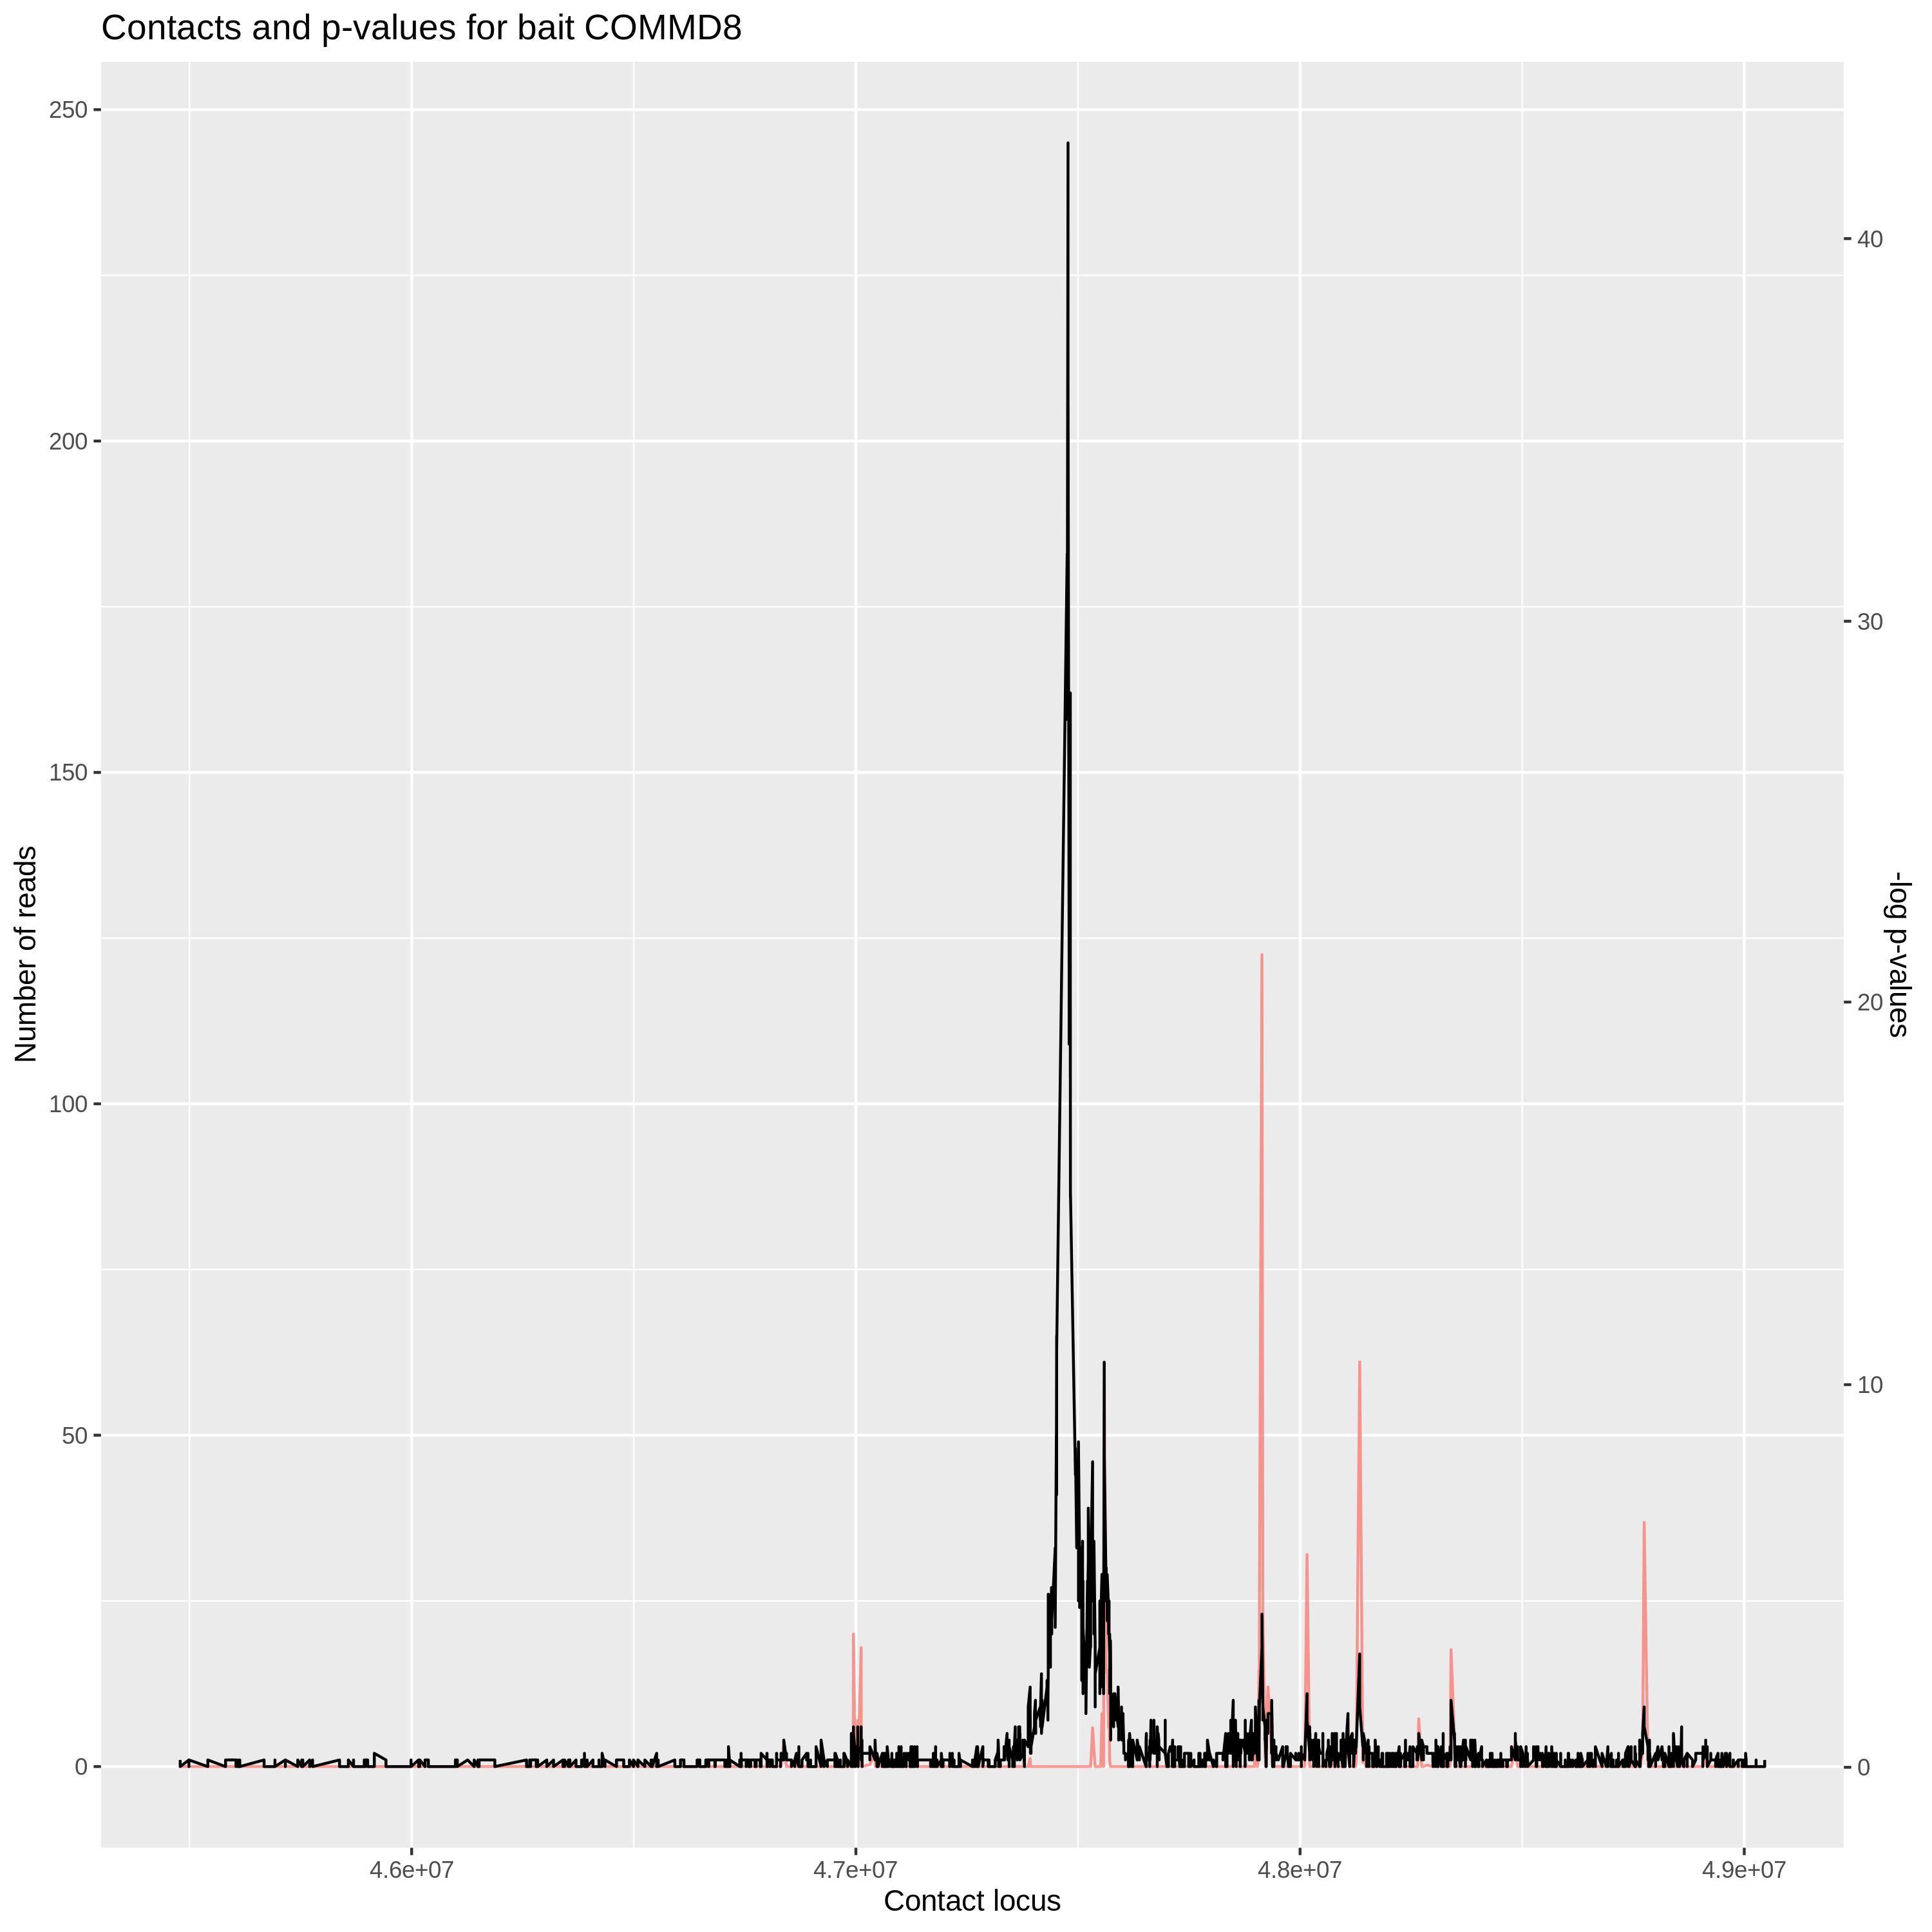 Contacts and p-values for bait COMMD8
250
200
150
100
50
0
Number of reads
40
30
20
10
0
-log p-values
4.6e+07 4.7e+07 4.8e+07 4.9e+07
Contact locus